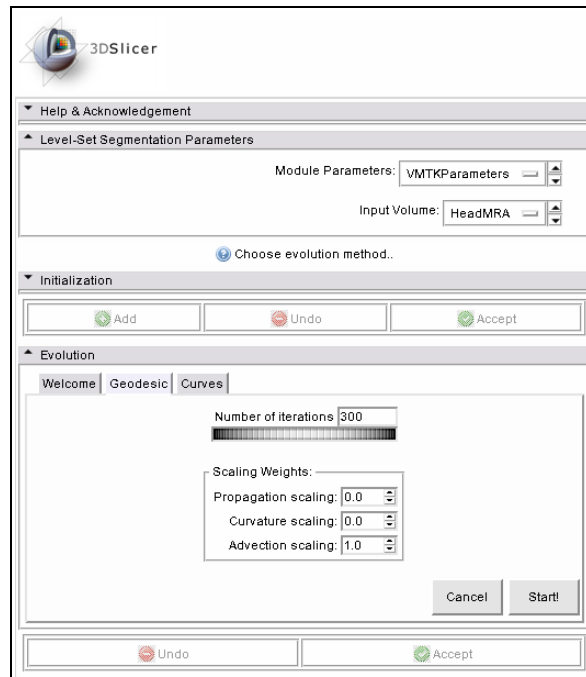 3DSlicer
Help & Acknowledgement
Level-Set Segmentation Parameters
Module Parameters: VMTKParameters
Input Volume: HeadMRA
Choose evolution method..
Initialization
Add Undo Accept
Evolution
Welcome Geodesic Curves
Number of iterations 300
Scaling Weights:
Propagation scaling: 0.0
Curvature scaling: 0.0
Advection scaling: 1.0
Cancel Start!
Undo Accept